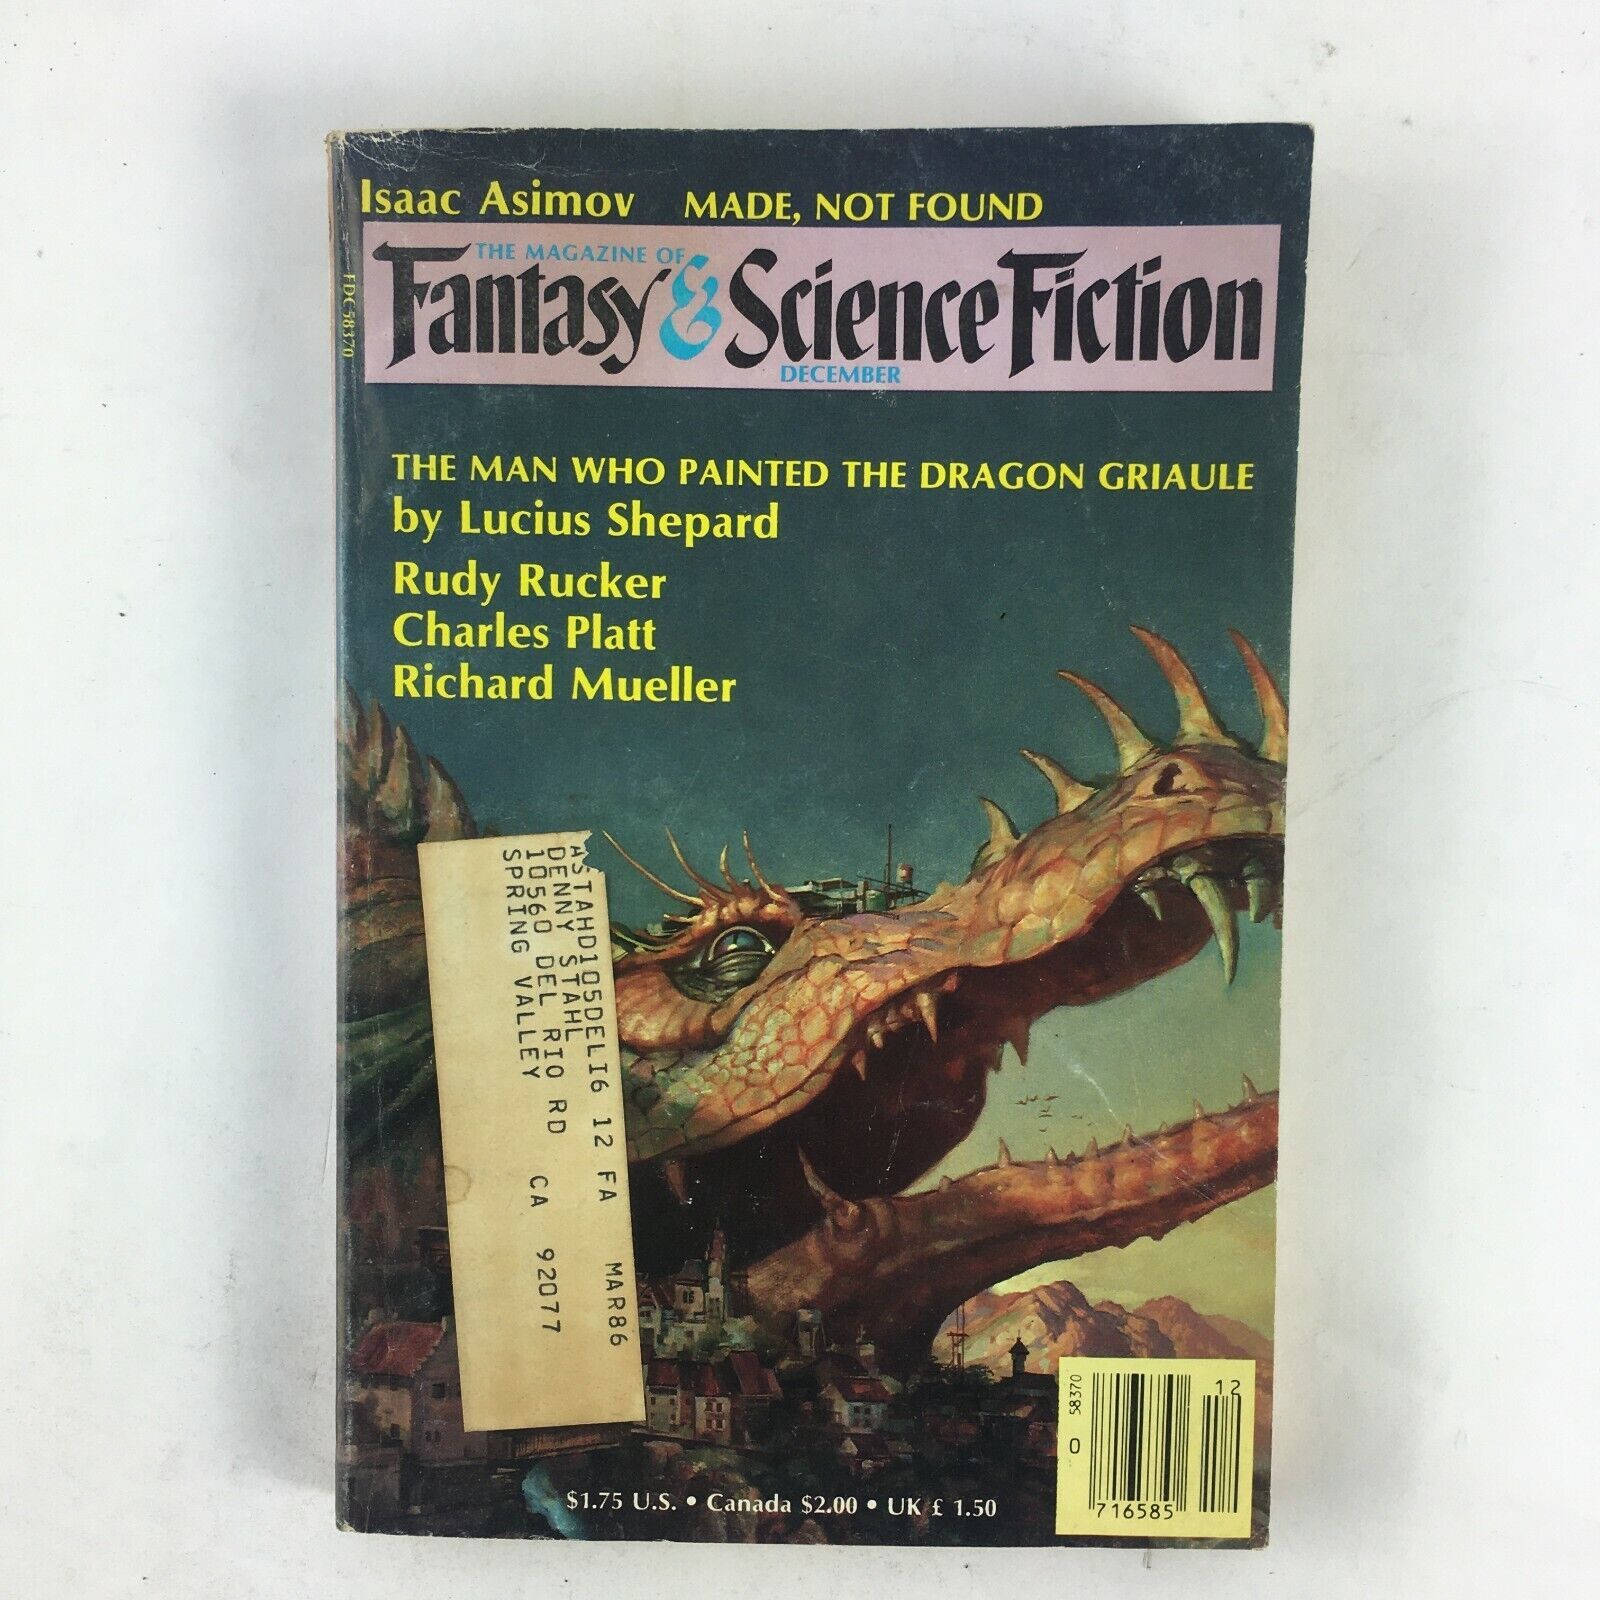 Isaac Asimov MADE, NOT FOUND
THE MAGAZINE OF
Fantasy & Science Fiction
DECEMBER
FDC 58370
THE MAN WHO PAINTED THE DRAGON GRIAULE
by Lucius Shepard
Rudy Rucker
Charles Platt
Richard Mueller
ASTAHD105DELI6 12 FA MAR86
DENNY STAHL
10560 DEL RIO RD
SPRING VALLEY CA 92077
$1.75 U.S. • Canada $2.00 • UK £ 1.50
12
58370
0
716585